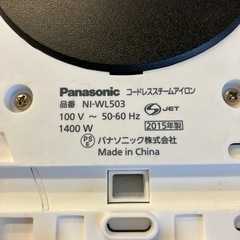 Panasonic コードレススチームアイロン
品番 NI-WL503
100 V ～ 50-60 Hz
1400 W
JET
2015年製
PS E パナソニック株式会社
Made in China